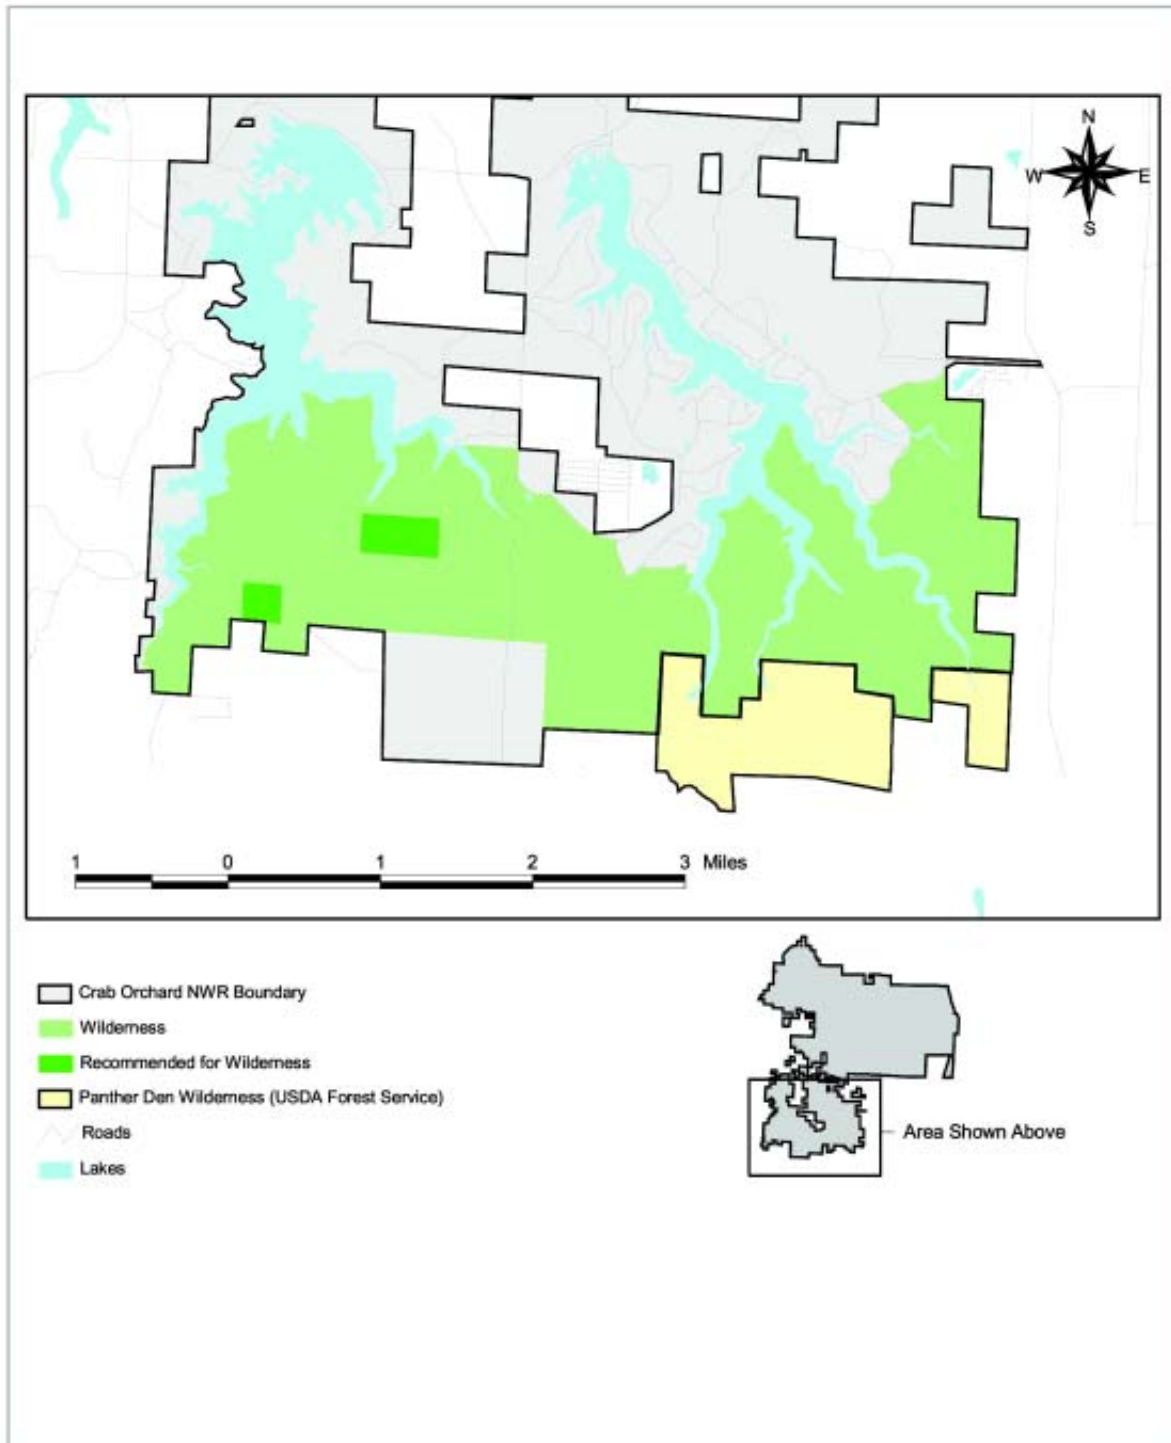 N
W E
S
1 0 1 2 3 Miles
Crab Orchard NWR Boundary
Wilderness
Recommended for Wilderness
Panther Den Wilderness (USDA Forest Service)
Roads
Lakes
Area Shown Above